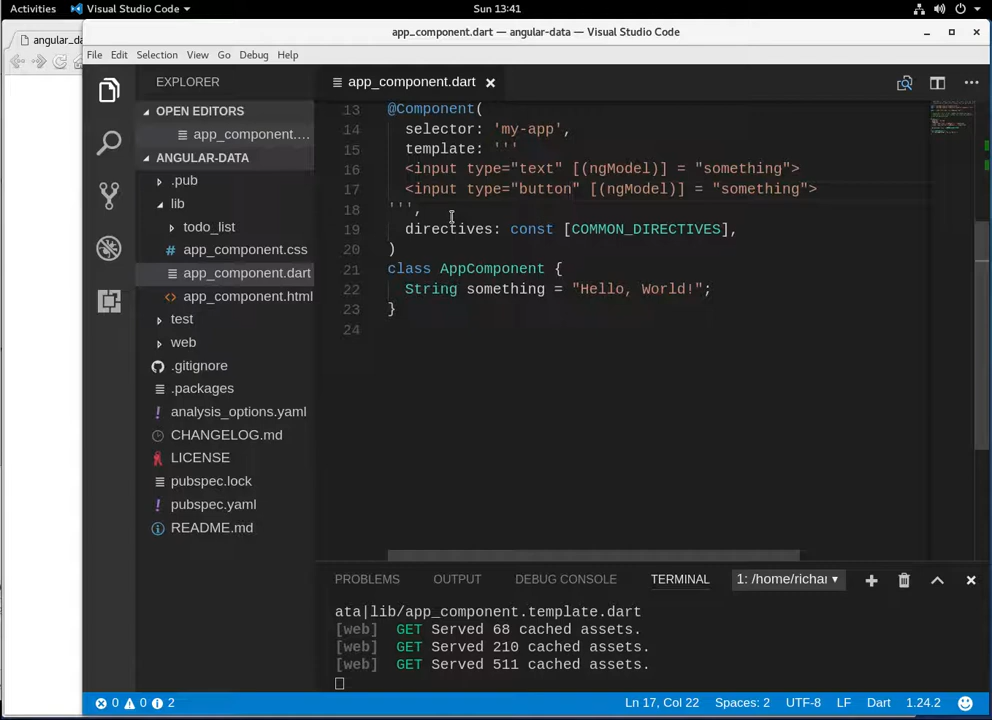 Activities Visual Studio Code ▾ Sun 13:41
app_component.dart — angular-data — Visual Studio Code
angular_da
File Edit Selection View Go Debug Help
EXPLORER
app_component.dart
OPEN EDITORS
app_component....
ANGULAR-DATA
.pub
lib
todo_list
# app_component.css
app_component.dart
<> app_component.html
test
web
.gitignore
.packages
! analysis_options.yaml
CHANGELOG.md
LICENSE
pubspec.lock
! pubspec.yaml
README.md
13 @Component(
14 selector: 'my-app',
15 template: '''
16 <input type="text" [(ngModel)] = "something">
17 <input type="button" [(ngModel)] = "something">
18 ''',
19 directives: const [COMMON_DIRECTIVES],
20 )
21 class AppComponent {
22 String something = "Hello, World!";
23 }
24
PROBLEMS OUTPUT DEBUG CONSOLE TERMINAL 1: /home/richar
ata|lib/app_component.template.dart
[web] GET Served 68 cached assets.
[web] GET Served 210 cached assets.
[web] GET Served 511 cached assets.
0 0 2 Ln 17, Col 22 Spaces: 2 UTF-8 LF Dart 1.24.2